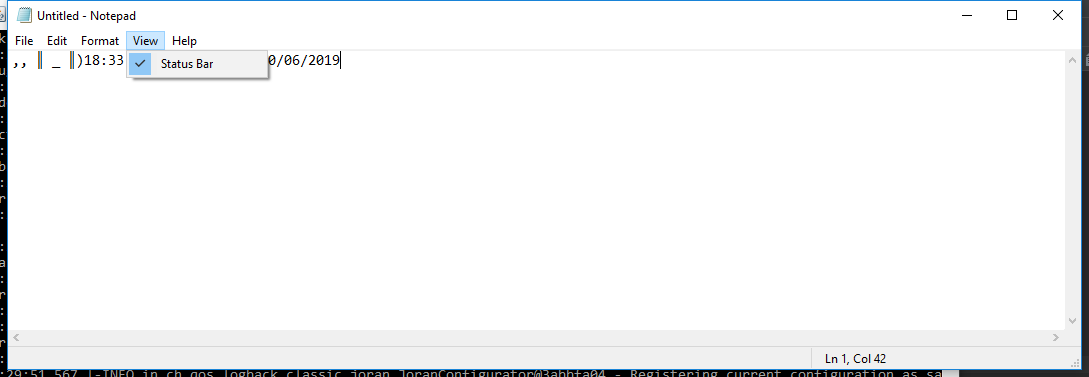 Untitled - Notepad
File Edit Format View Help
,, ‖ _ ‖)18:33 0/06/2019
Status Bar
Ln 1, Col 42
:29:51,567 |-INFO in ch.qos.logback.classic.joran.JoranConfigurator@3abbfa04 - Registering current configuration as sa